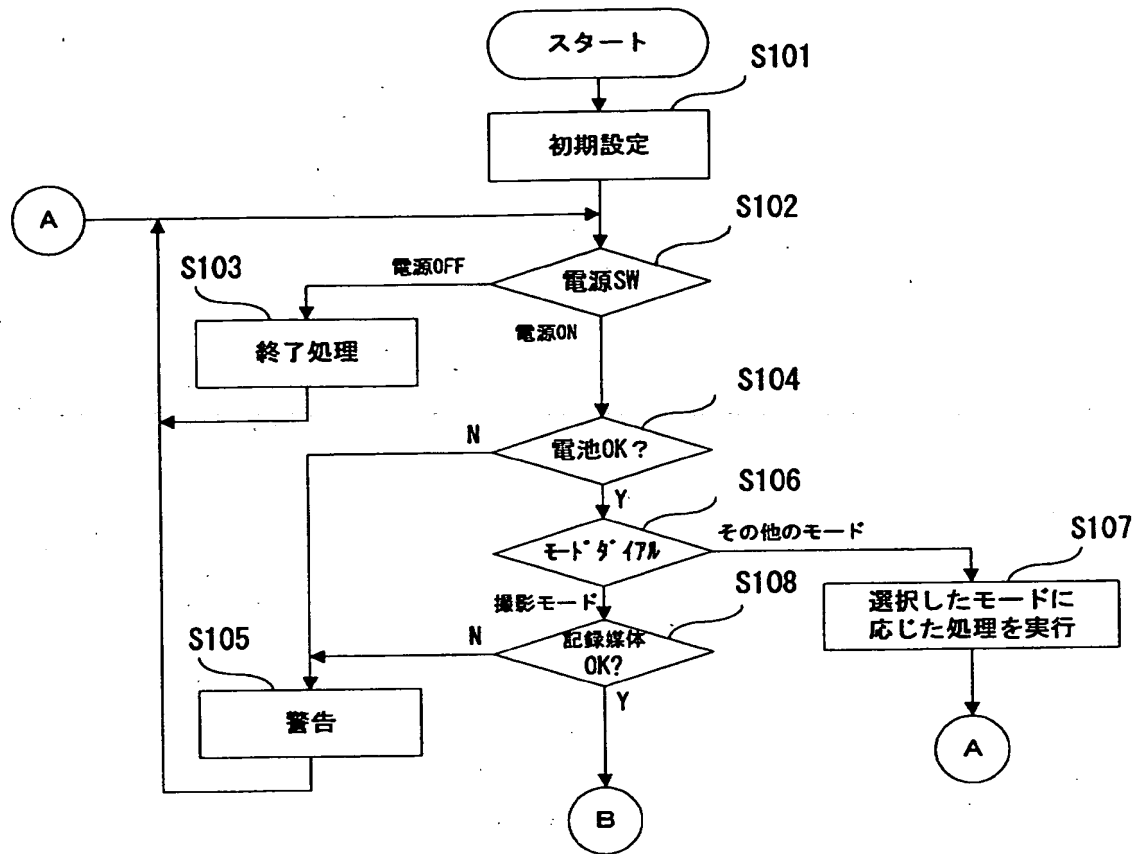 スタート
S101
初期設定
A
S102
電源SW
電源OFF
S103
終了処理
電源ON
S104
電池OK?
N
Y
S106
モードダイアル
その他のモード
S107
選択したモードに
応じた処理を実行
撮影モード
S108
記録媒体
OK?
N
S105
警告
Y
A
B